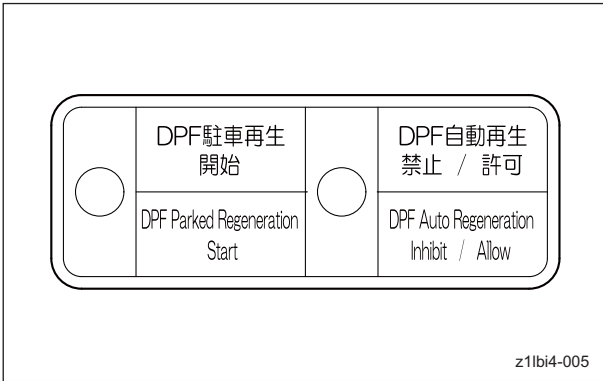 DPF駐車再生
開始
DPF Parked Regeneration
Start
DPF自動再生
禁止 / 許可
DPF Auto Regeneration
Inhibit / Allow
z1lbi4-005